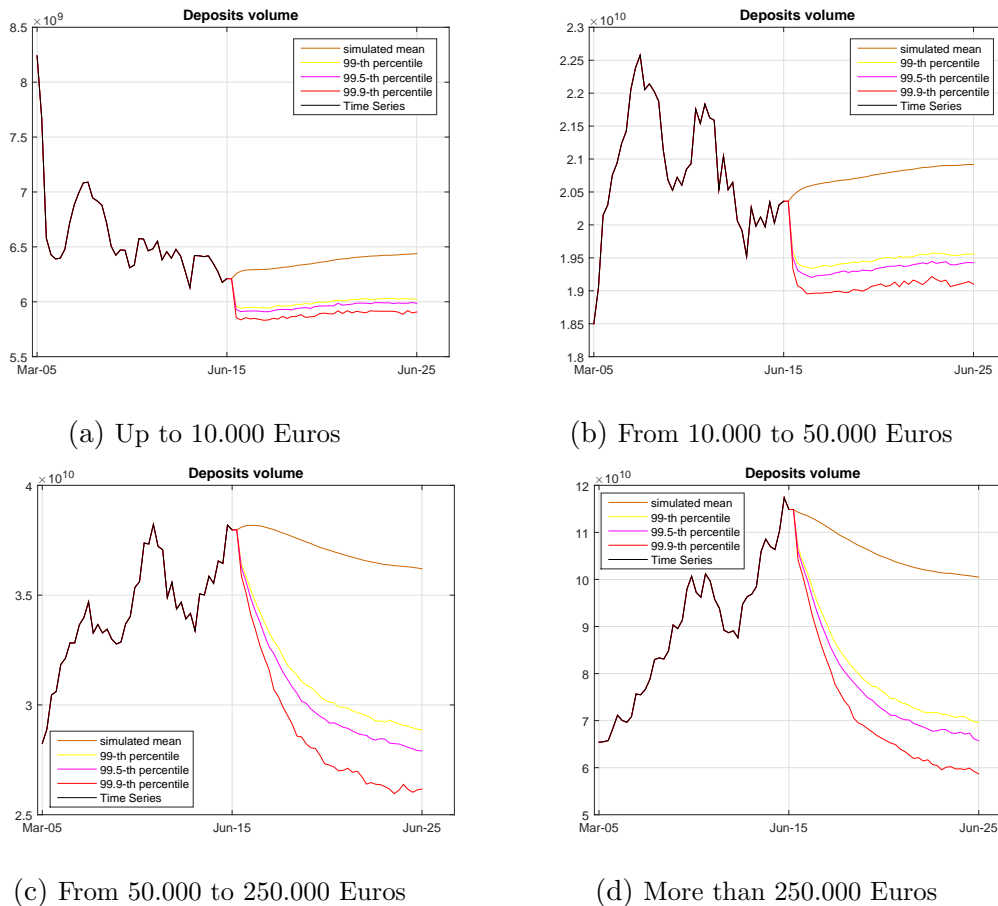 Deposits volume
× 10^9
8.5
8
7.5
7
6.5
6
5.5
Mar-05 Jun-15 Jun-25
simulated mean
99-th percentile
99.5-th percentile
99.9-th percentile
Time Series
(a) Up to 10.000 Euros
Deposits volume
× 10^10
2.3
2.25
2.2
2.15
2.1
2.05
2
1.95
1.9
1.85
1.8
Mar-05 Jun-15 Jun-25
simulated mean
99-th percentile
99.5-th percentile
99.9-th percentile
Time Series
(b) From 10.000 to 50.000 Euros
Deposits volume
× 10^10
4
3.5
3
2.5
Mar-05 Jun-15 Jun-25
simulated mean
99-th percentile
99.5-th percentile
99.9-th percentile
Time Series
(c) From 50.000 to 250.000 Euros
Deposits volume
× 10^10
12
11
10
9
8
7
6
5
Mar-05 Jun-15 Jun-25
simulated mean
99-th percentile
99.5-th percentile
99.9-th percentile
Time Series
(d) More than 250.000 Euros